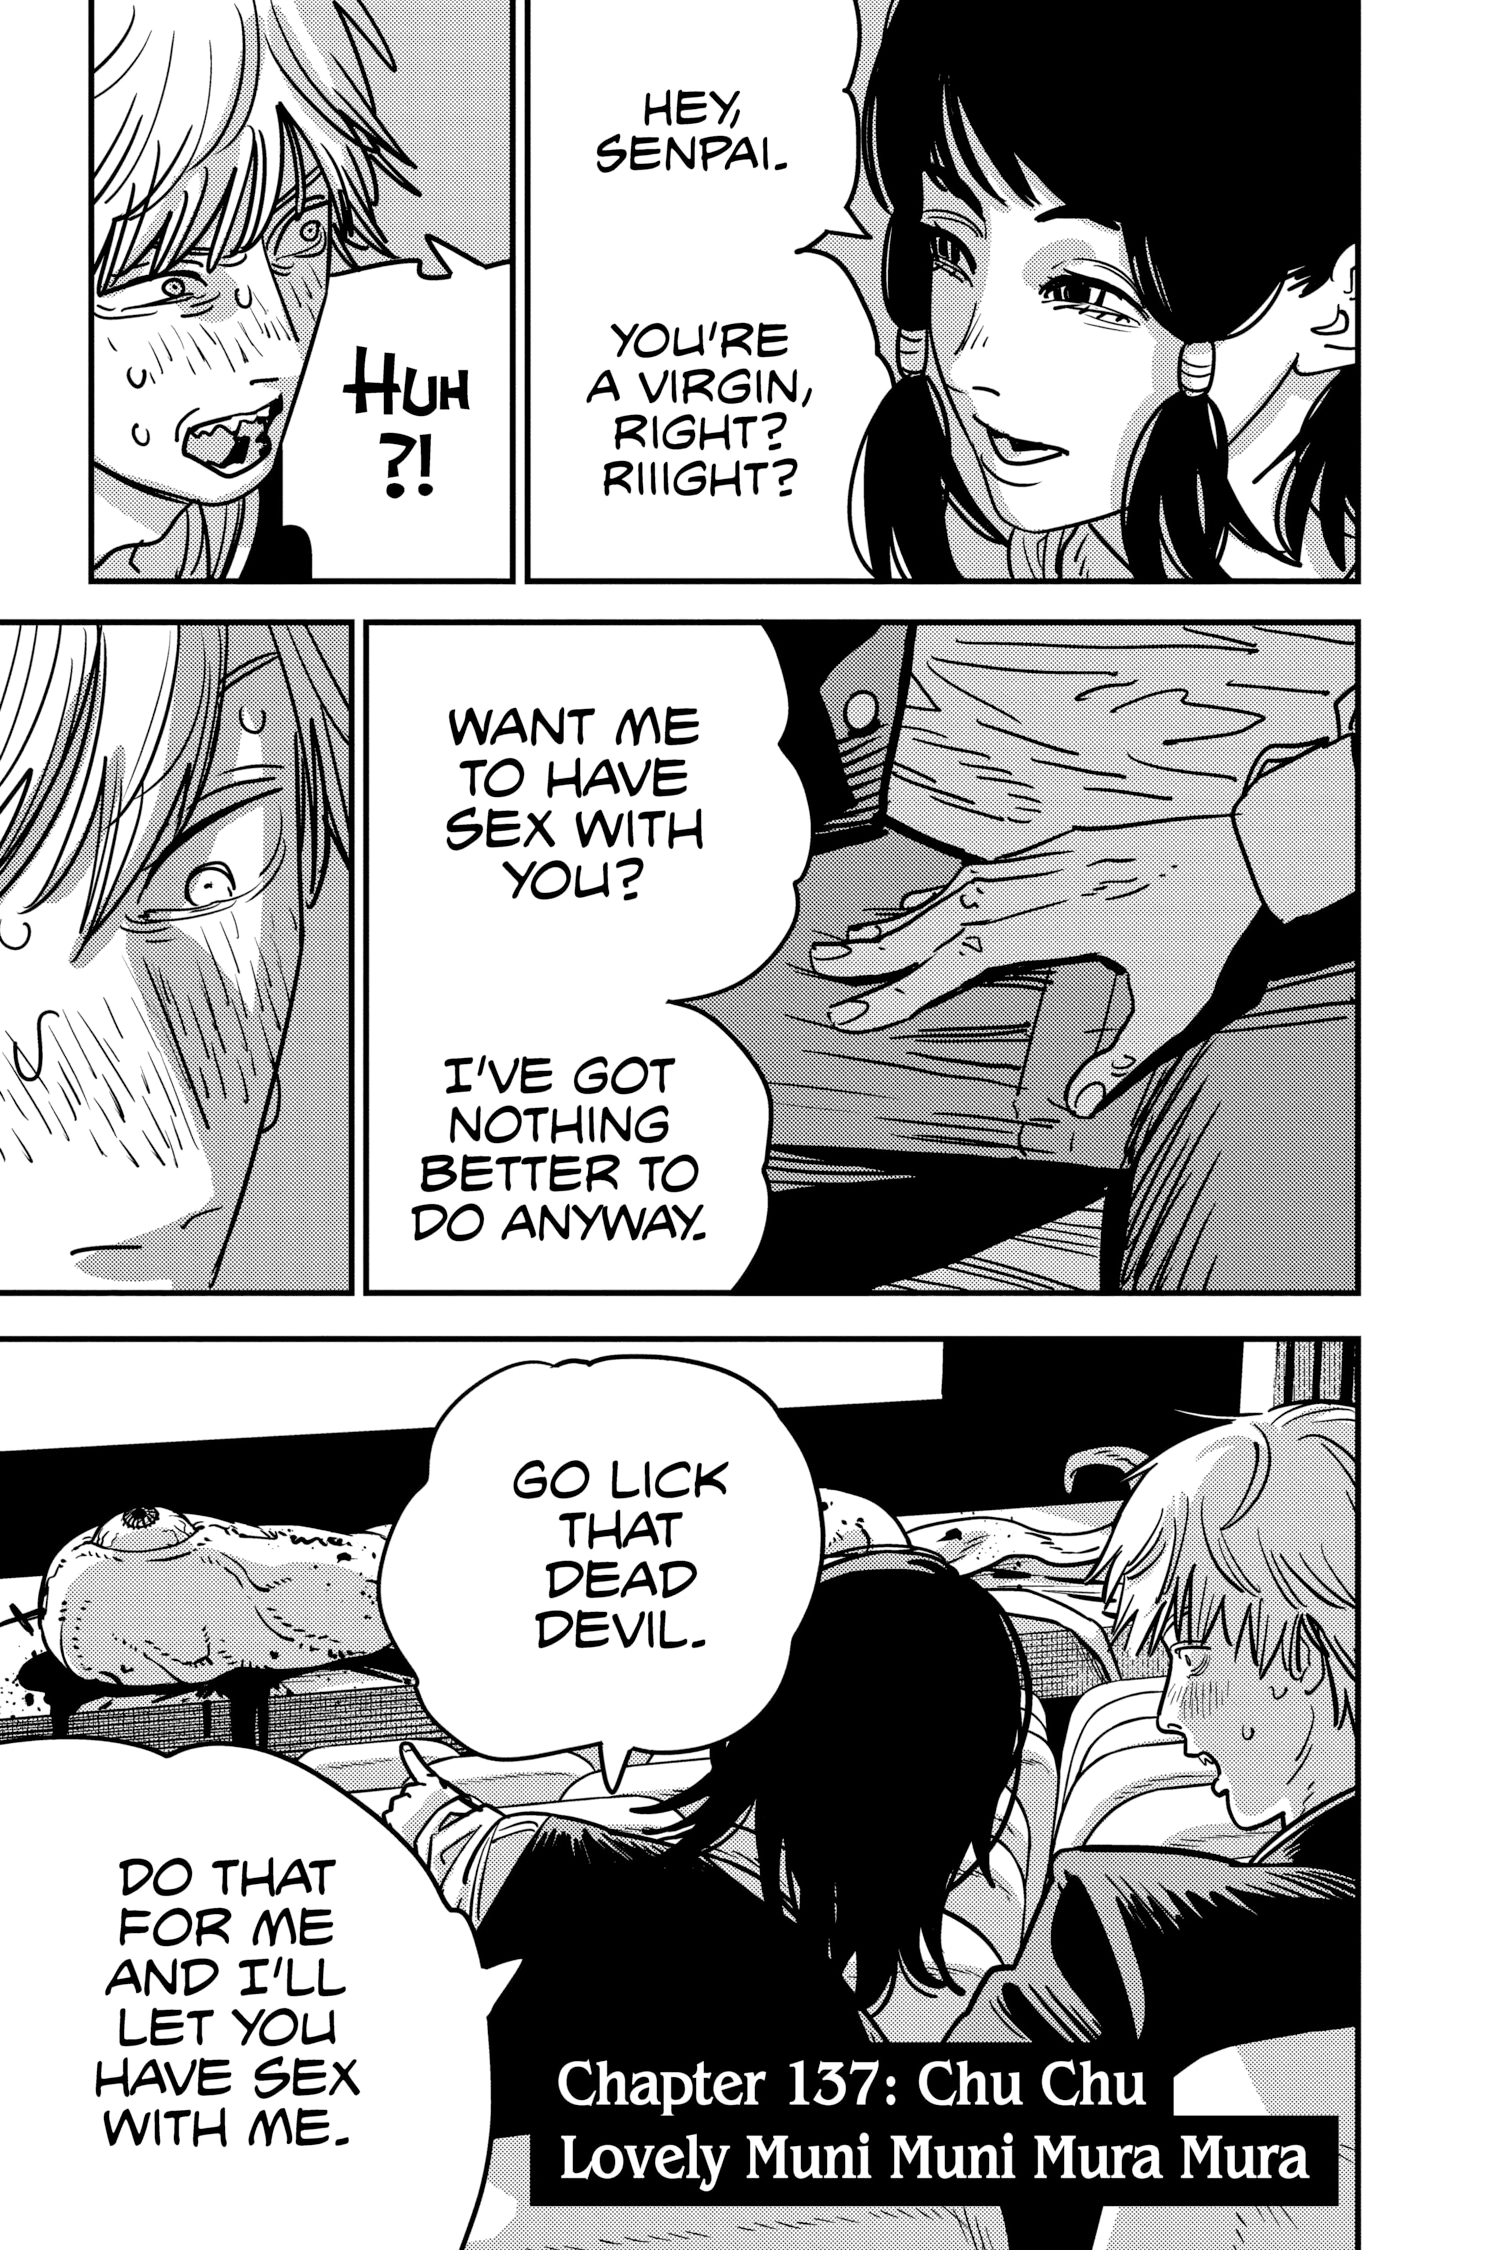 HEY,
SENPAI.
YOU'RE
A VIRGIN,
RIGHT?
RIIIGHT?
HUH
?!
WANT ME
TO HAVE
SEX WITH
YOU?
I'VE GOT
NOTHING
BETTER TO
DO ANYWAY.
GO LICK
THAT
DEAD
DEVIL.
DO THAT
FOR ME
AND I'LL
LET YOU
HAVE SEX
WITH ME.
Chapter 137: Chu Chu
Lovely Muni Muni Mura Mura